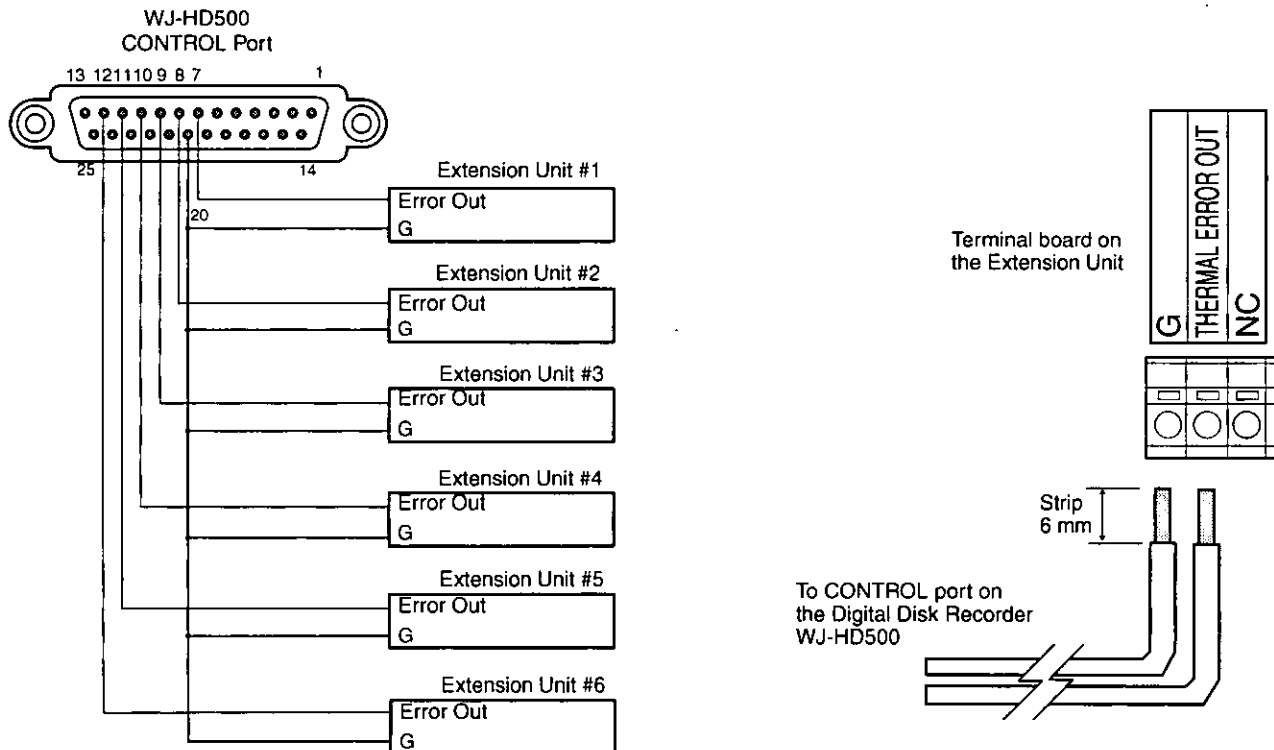 WJ-HD500
CONTROL Port
13 121110 9 8 7 1
25 14
20
Extension Unit #1
Error Out
G
Extension Unit #2
Error Out
G
Extension Unit #3
Error Out
G
Extension Unit #4
Error Out
G
Extension Unit #5
Error Out
G
Extension Unit #6
Error Out
G
Terminal board on
the Extension Unit
G
THERMAL ERROR OUT
NC
Strip
6 mm
To CONTROL port on
the Digital Disk Recorder
WJ-HD500